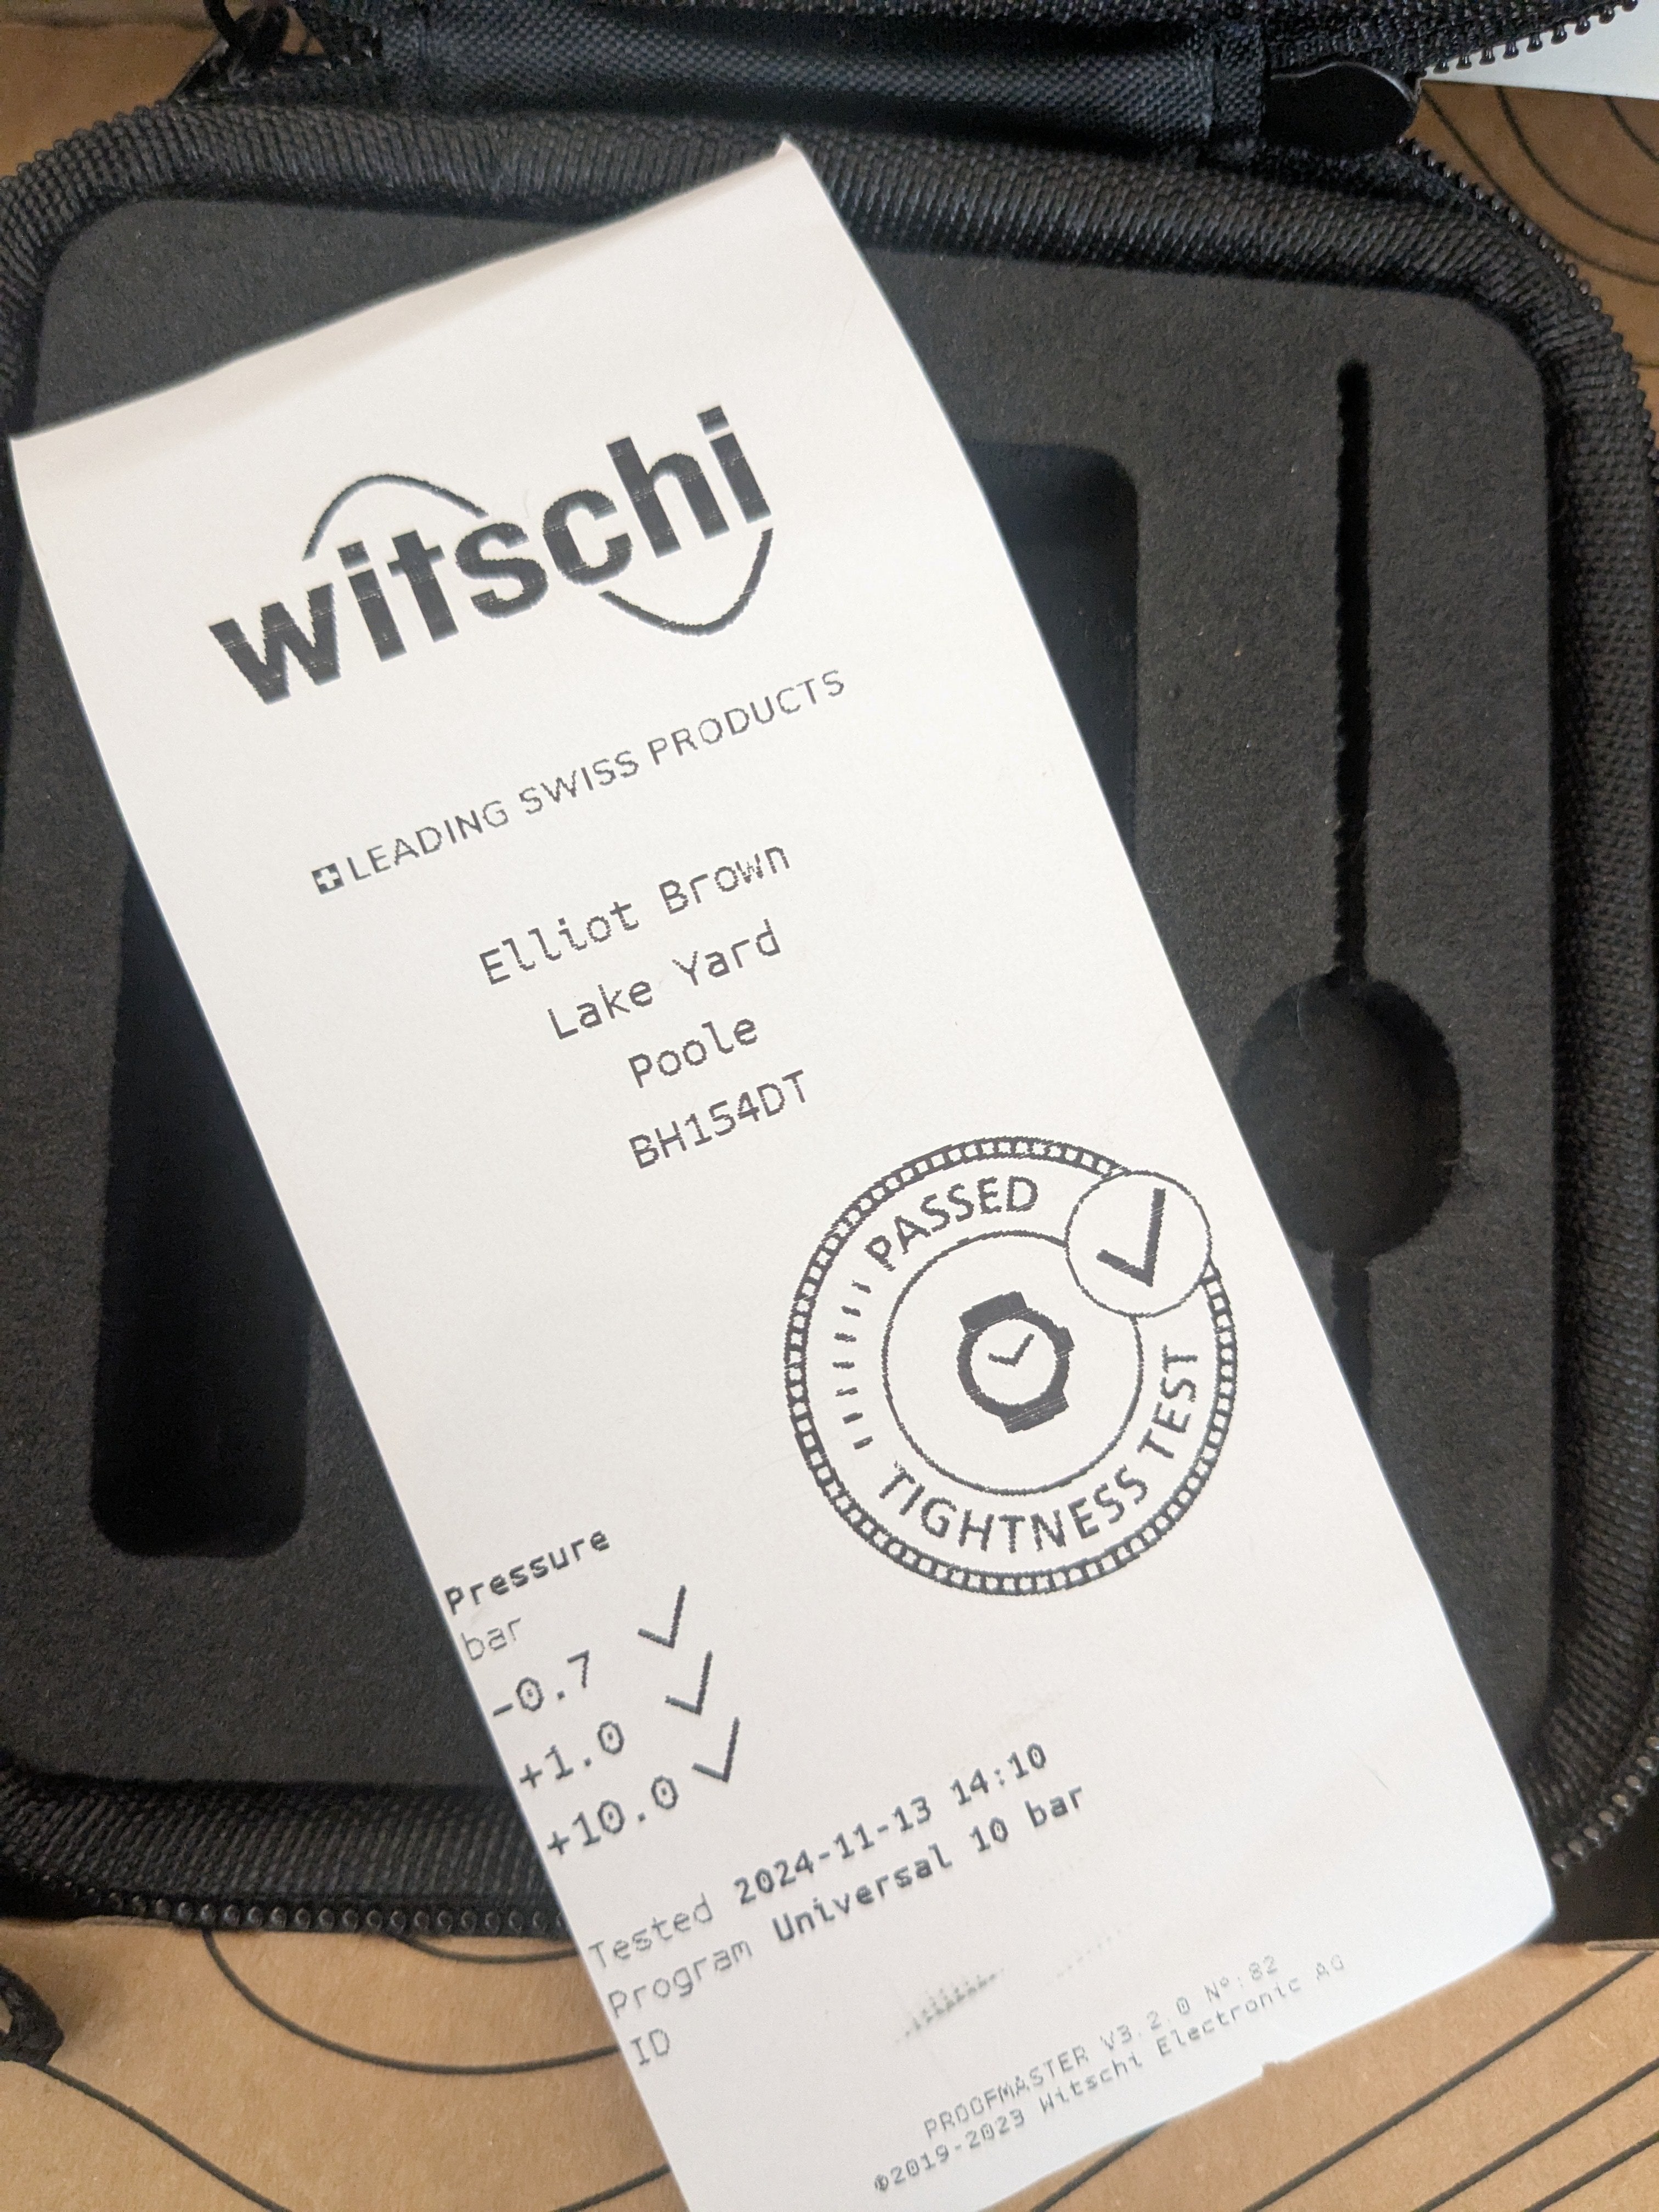 witschi
LEADING SWISS PRODUCTS
Elliot Brown
Lake Yard
Poole
BH154DT
PASSED
TIGHTNESS TEST
Pressure
bar
-0.7 ✓
+1.0 ✓
+10.0 ✓
Tested 2024-11-13 14:10
Program Universal 10 bar
ID
PROOFMASTER V3.2.0 Nº:82
©2019-2023 Witschi Electronic AG